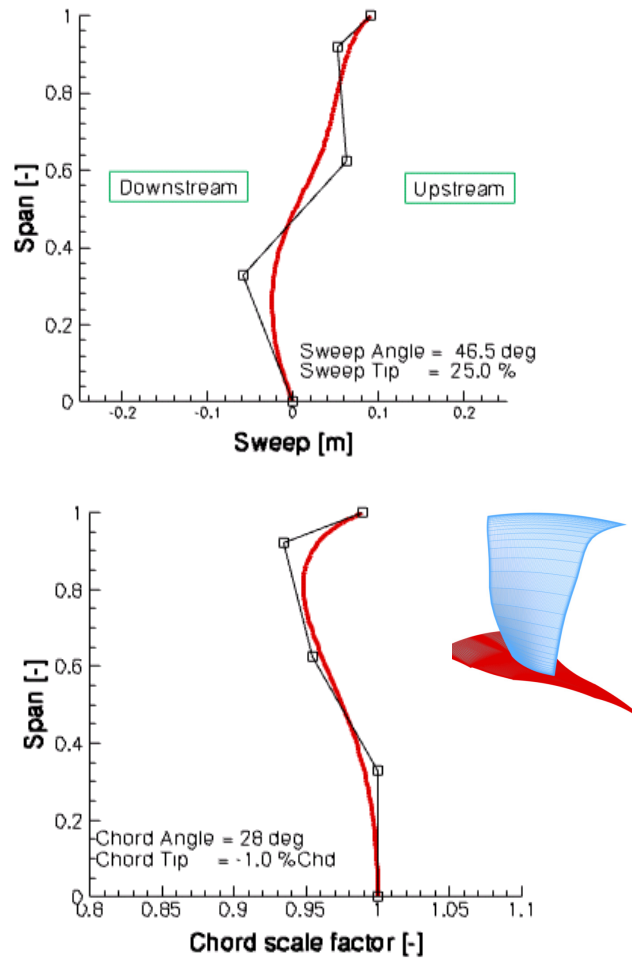 1
0.8
0.6
0.4
0.2
0
Span [-]
Downstream
Upstream
Sweep Angle = 46.5 deg
Sweep Tip = 25.0 %
-0.2 -0.1 0 0.1 0.2
Sweep [m]
1
0.8
0.6
0.4
0.2
0
Span [-]
Chord Angle = 28 deg
Chord Tip = -1.0 %Chd
0.8 0.85 0.9 0.95 1 1.05 1.1
Chord scale factor [-]